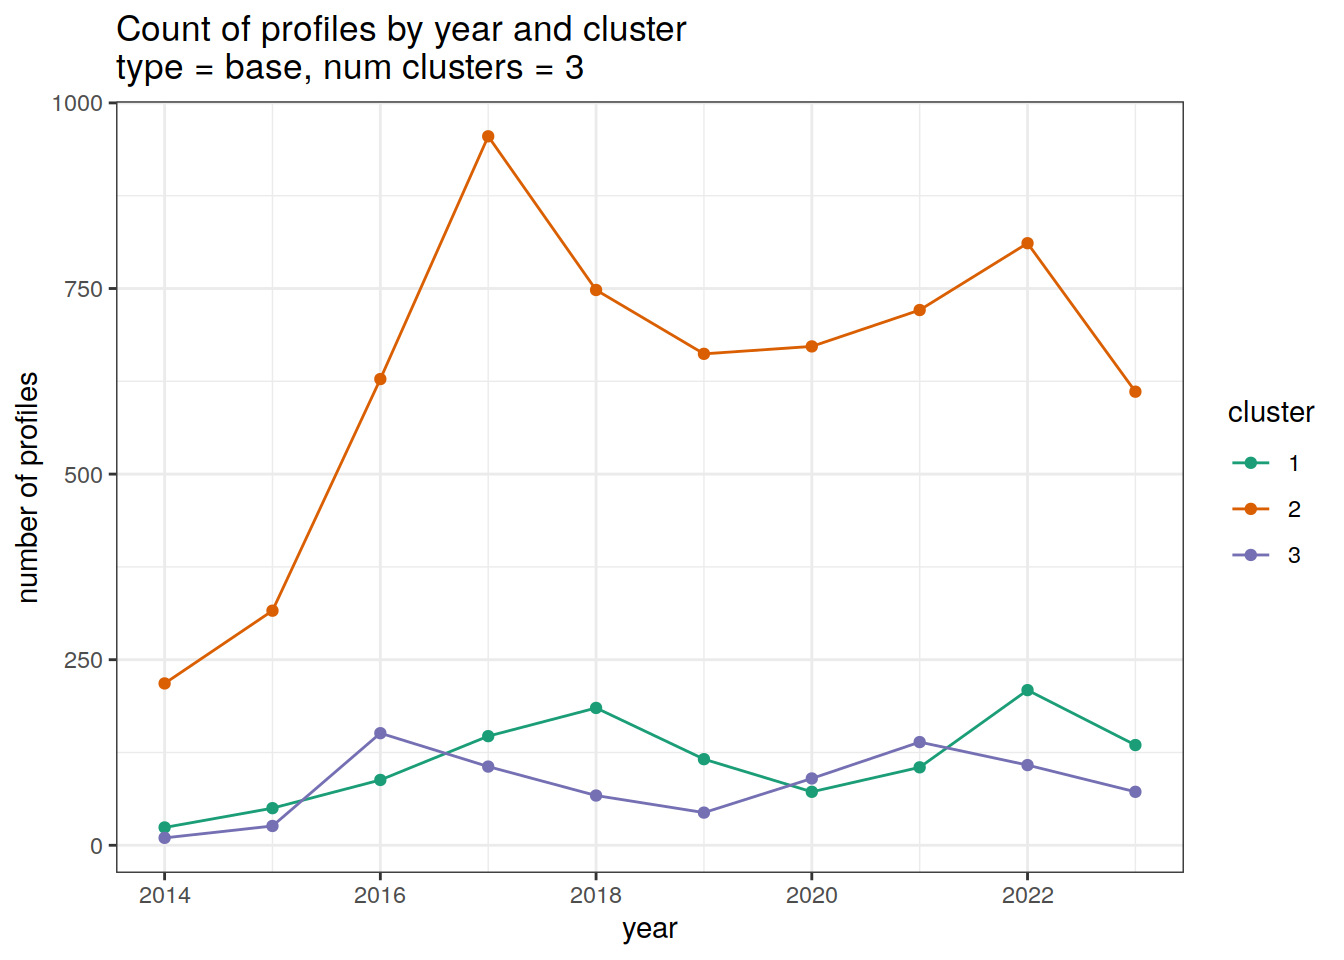 Count of profiles by year and cluster
type = base, num clusters = 3
1000
750
500
250
0
number of profiles
2014 2016 2018 2020 2022
year
cluster
1
2
3